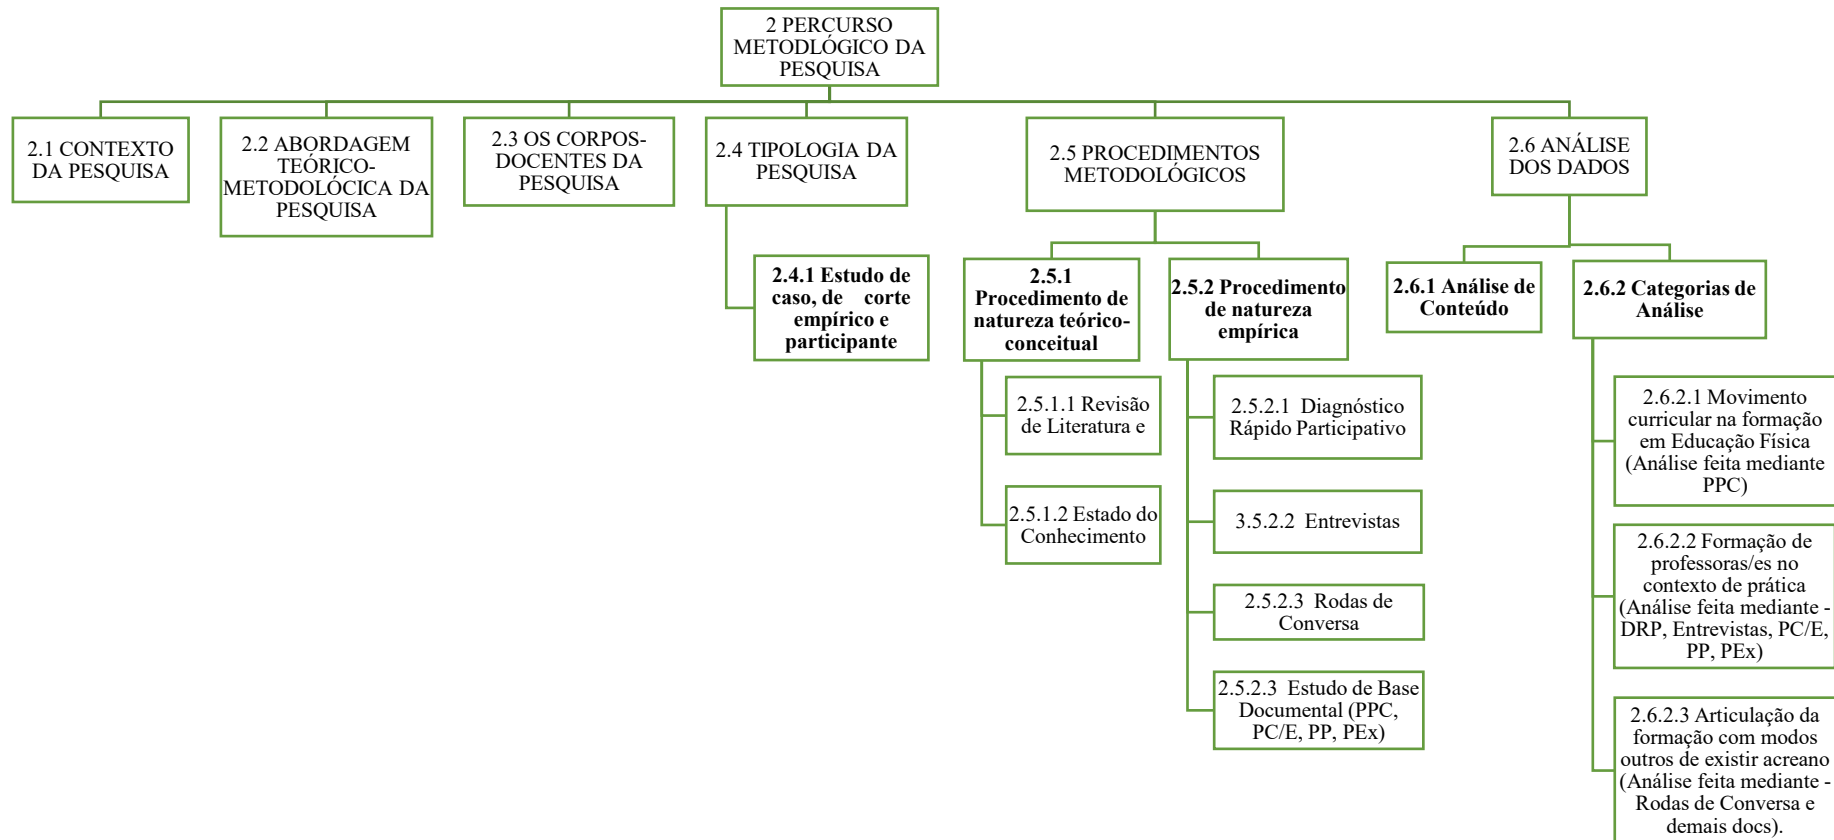 2 PERCURSO
METODLÓGICO DA
PESQUISA
2.1 CONTEXTO
DA PESQUISA
2.2 ABORDAGEM
TEÓRICO-
METODOLÓCICA DA
PESQUISA
2.3 OS CORPOS-
DOCENTES DA
PESQUISA
2.4 TIPOLOGIA DA
PESQUISA
2.4.1 Estudo de
caso, de corte
empírico e
participante
2.5 PROCEDIMENTOS
METODOLÓGICOS
2.5.1
Procedimento de
natureza teórico-
conceitual
2.5.1.1 Revisão
de Literatura e
2.5.1.2 Estado do
Conhecimento
2.5.2 Procedimento
de natureza
empírica
2.5.2.1 Diagnóstico
Rápido Participativo
3.5.2.2 Entrevistas
2.5.2.3 Rodas de
Conversa
2.5.2.3 Estudo de Base
Documental (PPC,
PC/E, PP, PEx)
2.6 ANÁLISE
DOS DADOS
2.6.1 Análise de
Conteúdo
2.6.2 Categorias de
Análise
2.6.2.1 Movimento
curricular na formação
em Educação Física
(Análise feita mediante
PPC)
2.6.2.2 Formação de
professoras/es no
contexto de prática
(Análise feita mediante -
DRP, Entrevistas, PC/E,
PP, PEx)
2.6.2.3 Articulação da
formação com modos
outros de existir acreano
(Análise feita mediante -
Rodas de Conversa e
demais docs).